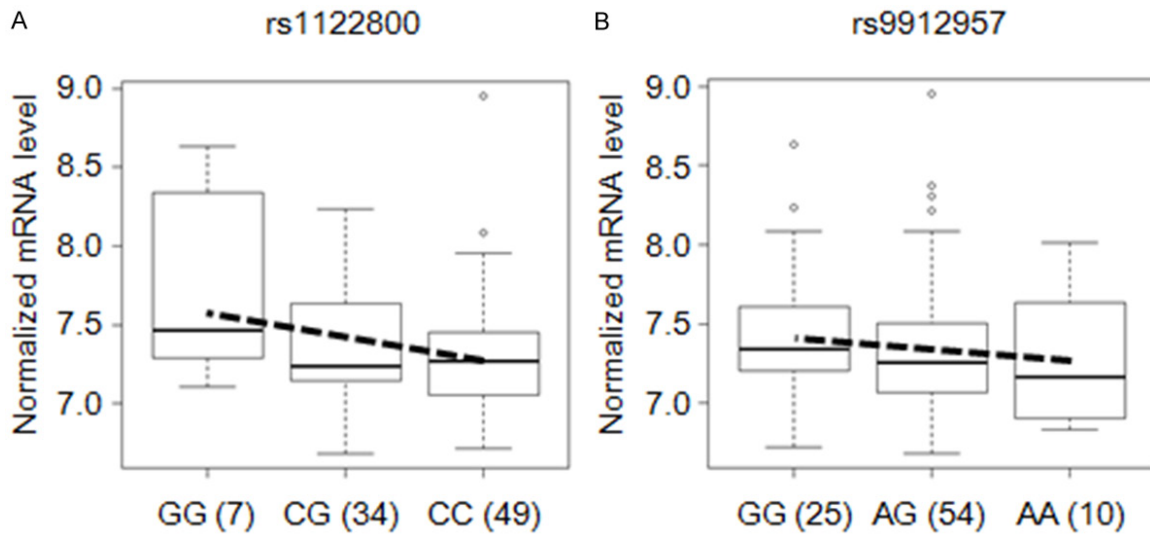 A
rs1122800
Normalized mRNA level
9.0
8.5
8.0
7.5
7.0
GG (7)
CG (34)
CC (49)
B
rs9912957
Normalized mRNA level
9.0
8.5
8.0
7.5
7.0
GG (25)
AG (54)
AA (10)